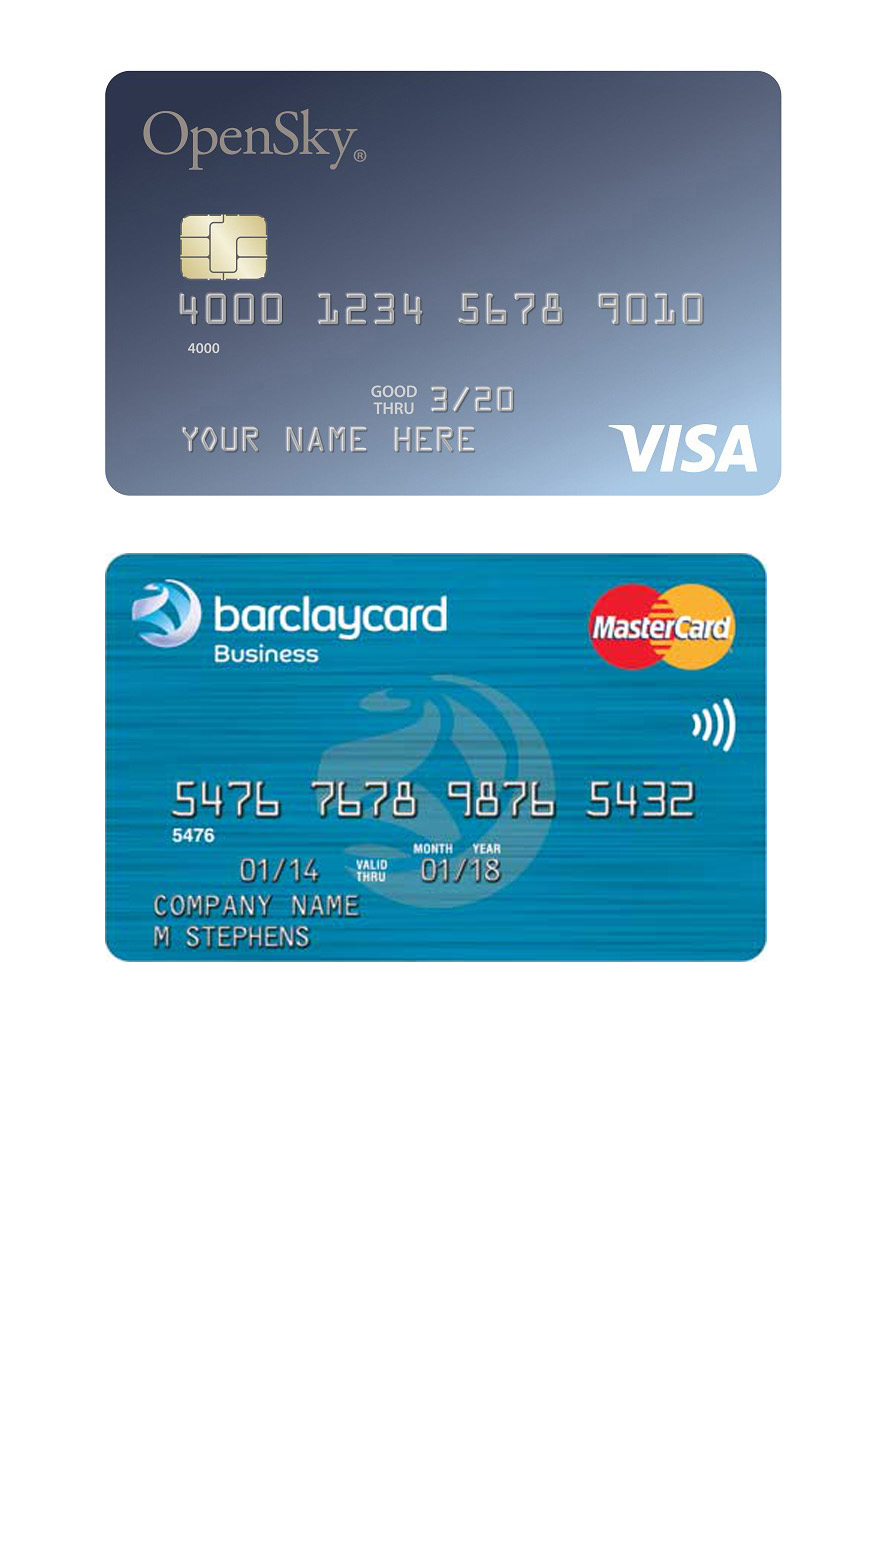 OpenSky®
4000 1234 5678 9010
4000
GOOD THRU 3/20
YOUR NAME HERE
VISA
barclaycard
Business
MasterCard
5476 7678 9876 5432
5476
MONTH YEAR
01/14 VALID THRU 01/18
COMPANY NAME
M STEPHENS